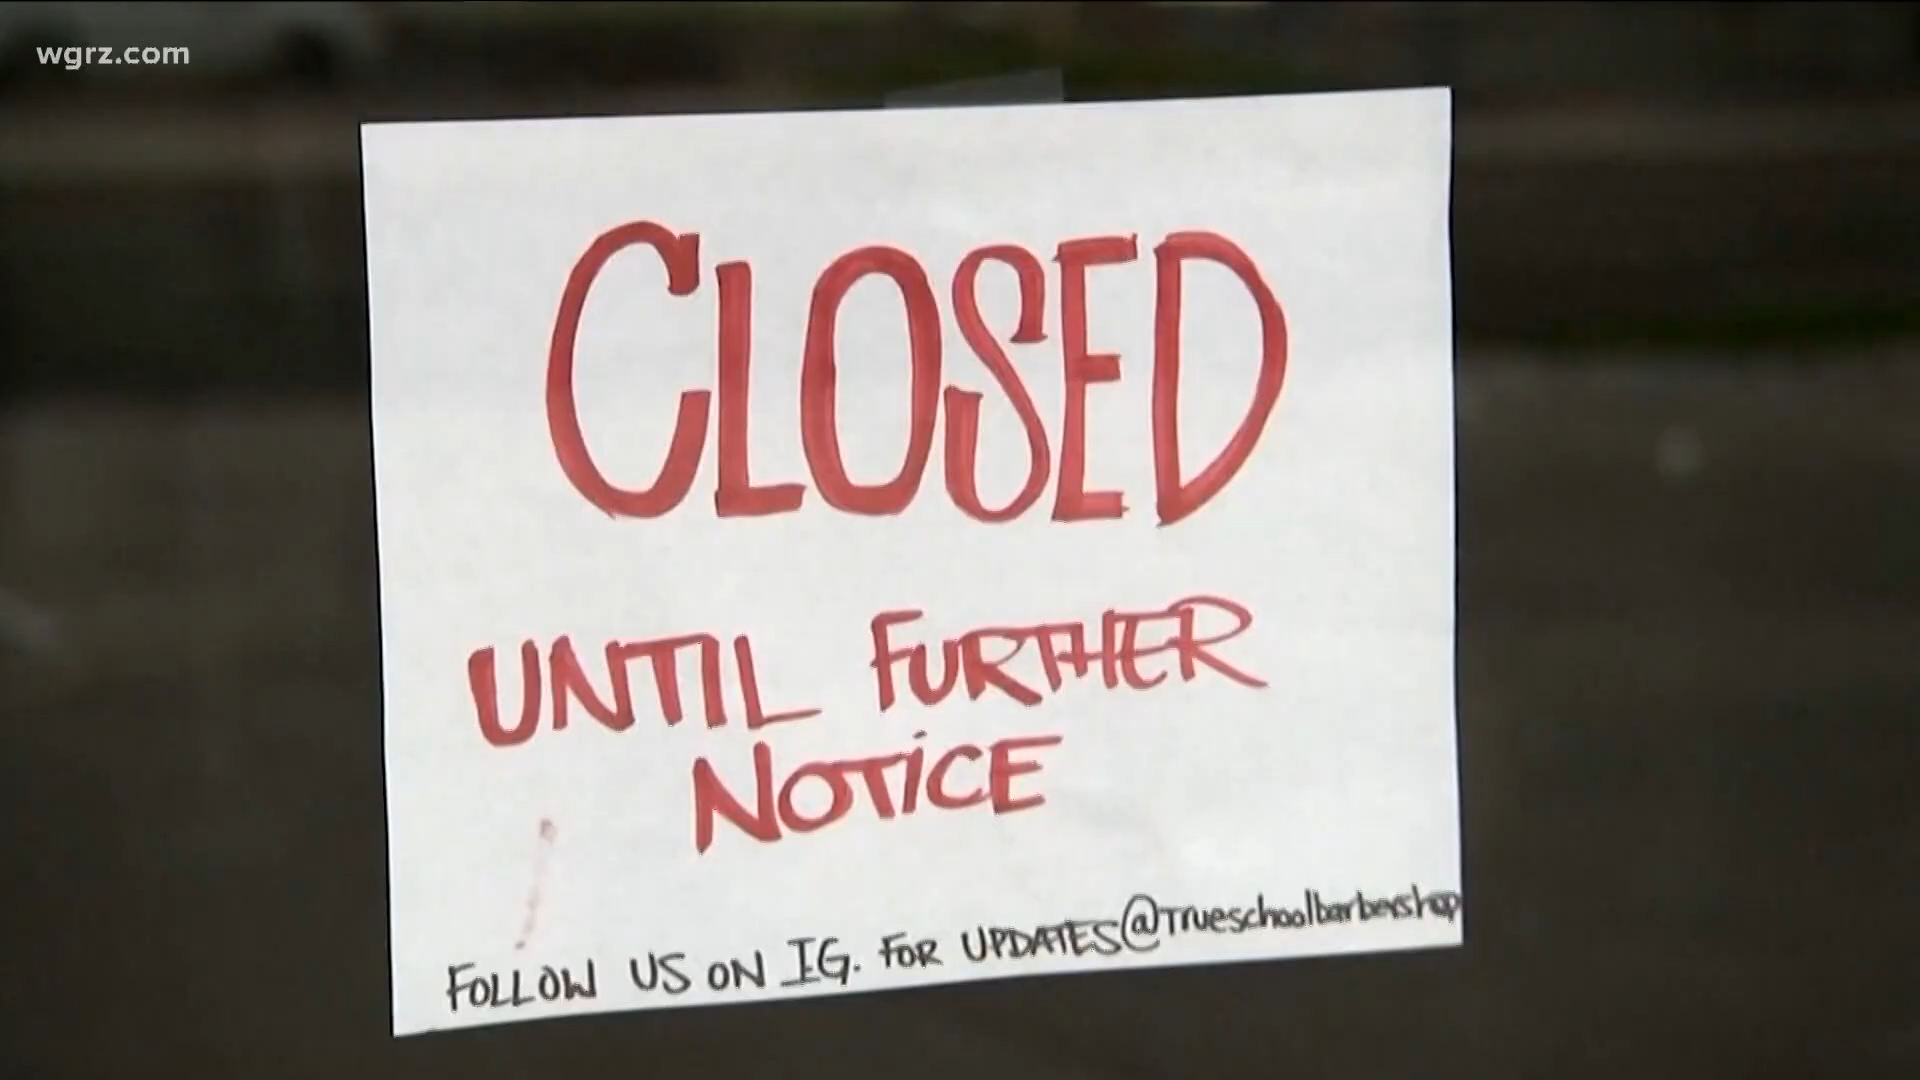 wgrz.com
CLOSED
UNTIL FURTHER
NOTiCE
FOLLOW US ON IG. FOR UPDATES @Trueschoolbarbershop